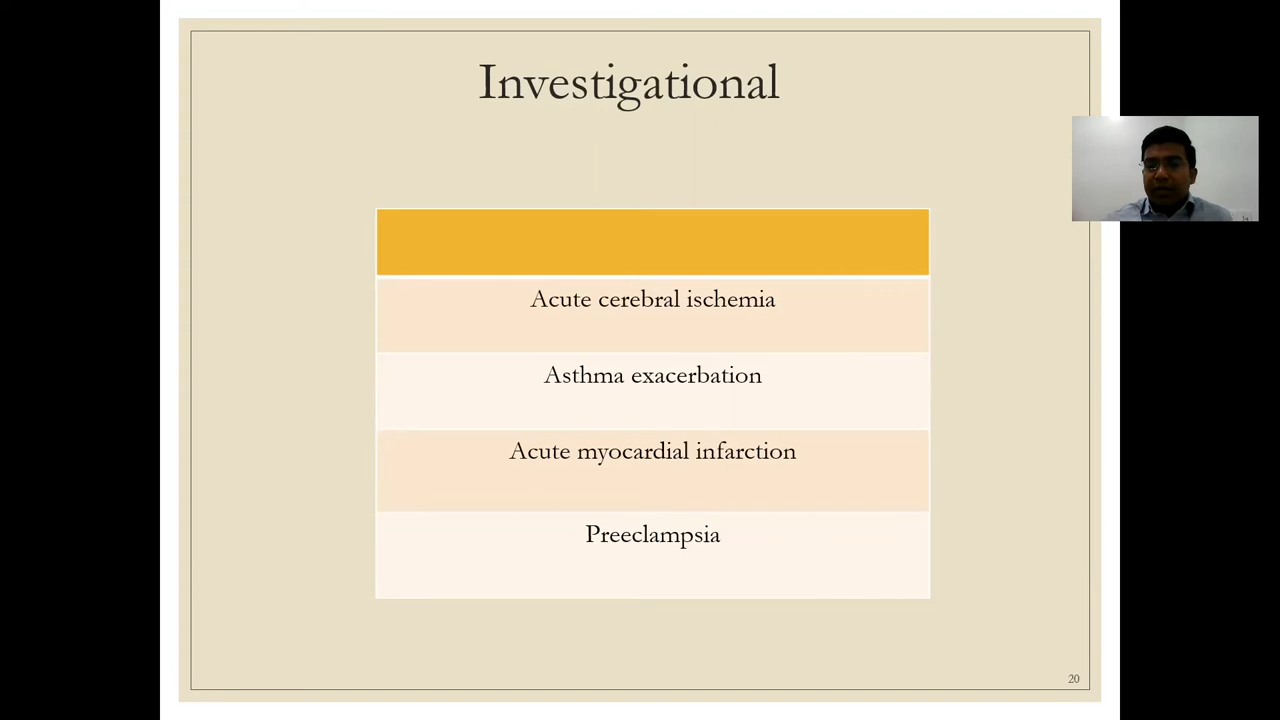 Investigational
Acute cerebral ischemia
Asthma exacerbation
Acute myocardial infarction
Preeclampsia
20